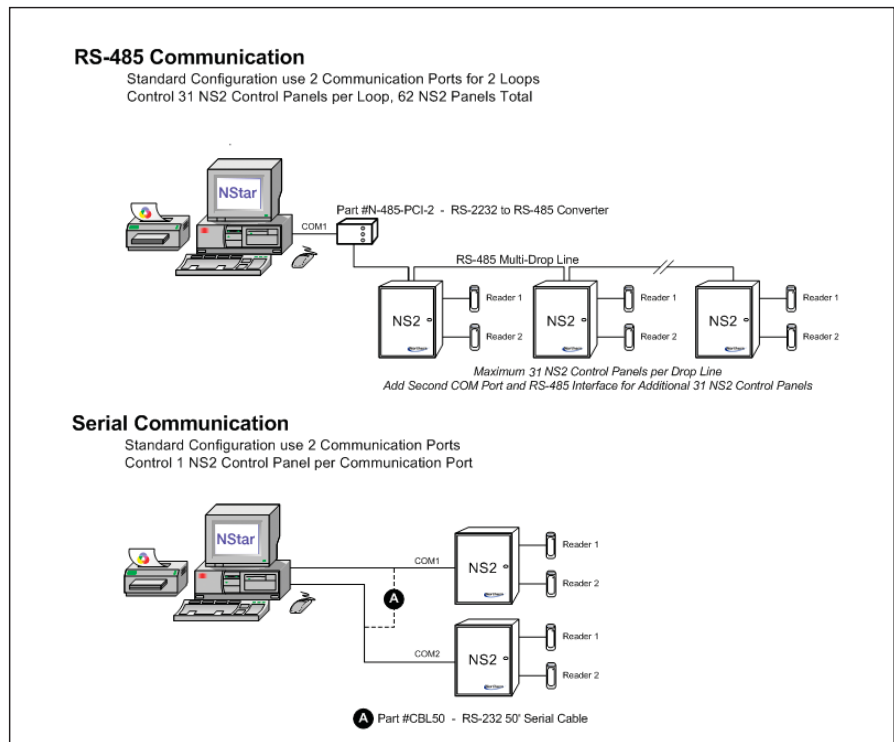 RS-485 Communication
Standard Configuration use 2 Communication Ports for 2 Loops
Control 31 NS2 Control Panels per Loop, 62 NS2 Panels Total
NStar
COM1
Part #N-485-PCI-2 - RS-2232 to RS-485 Converter
RS-485 Multi-Drop Line
NS2
Reader 1
Reader 2
NS2
Reader 1
Reader 2
NS2
Reader 1
Reader 2
Maximum 31 NS2 Control Panels per Drop Line
Add Second COM Port and RS-485 Interface for Additional 31 NS2 Control Panels
Serial Communication
Standard Configuration use 2 Communication Ports
Control 1 NS2 Control Panel per Communication Port
NStar
COM1
NS2
Reader 1
Reader 2
A
COM2
NS2
Reader 1
Reader 2
A Part #CBL50 - RS-232 50' Serial Cable